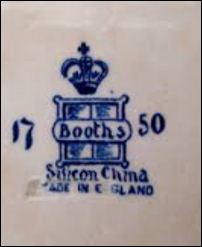 17 Booths 50
Silicon China
MADE IN ENGLAND